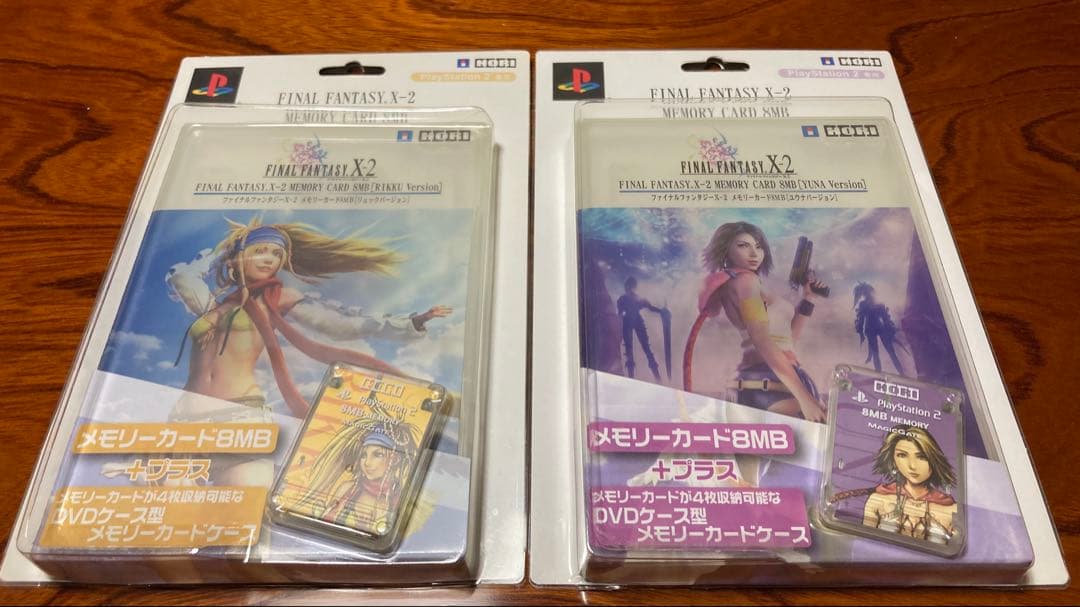 HORI
PlayStation 2 専用
FINAL FANTASY X-2
MEMORY CARD 8MB
HORI
FINAL FANTASY X-2
FINAL FANTASY X-2 MEMORY CARD 8MB [RIKKU Version]
ファイナルファンタジーX-2 メモリーカード8MB[リュックバージョン]
HORI
PlayStation 2
8MB MEMORY
MAGICGATE
メモリーカード8MB
+プラス
メモリーカードが4枚収納可能な
DVDケース型
メモリーカードケース
HORI
PlayStation 2 専用
FINAL FANTASY X-2
MEMORY CARD 8MB
HORI
FINAL FANTASY X-2
FINAL FANTASY X-2 MEMORY CARD 8MB [YUNA Version]
ファイナルファンタジーX-2 メモリーカード8MB[ユウナバージョン]
HORI
PlayStation 2
8MB MEMORY
MAGICGATE
メモリーカード8MB
+プラス
メモリーカードが4枚収納可能な
DVDケース型
メモリーカードケース